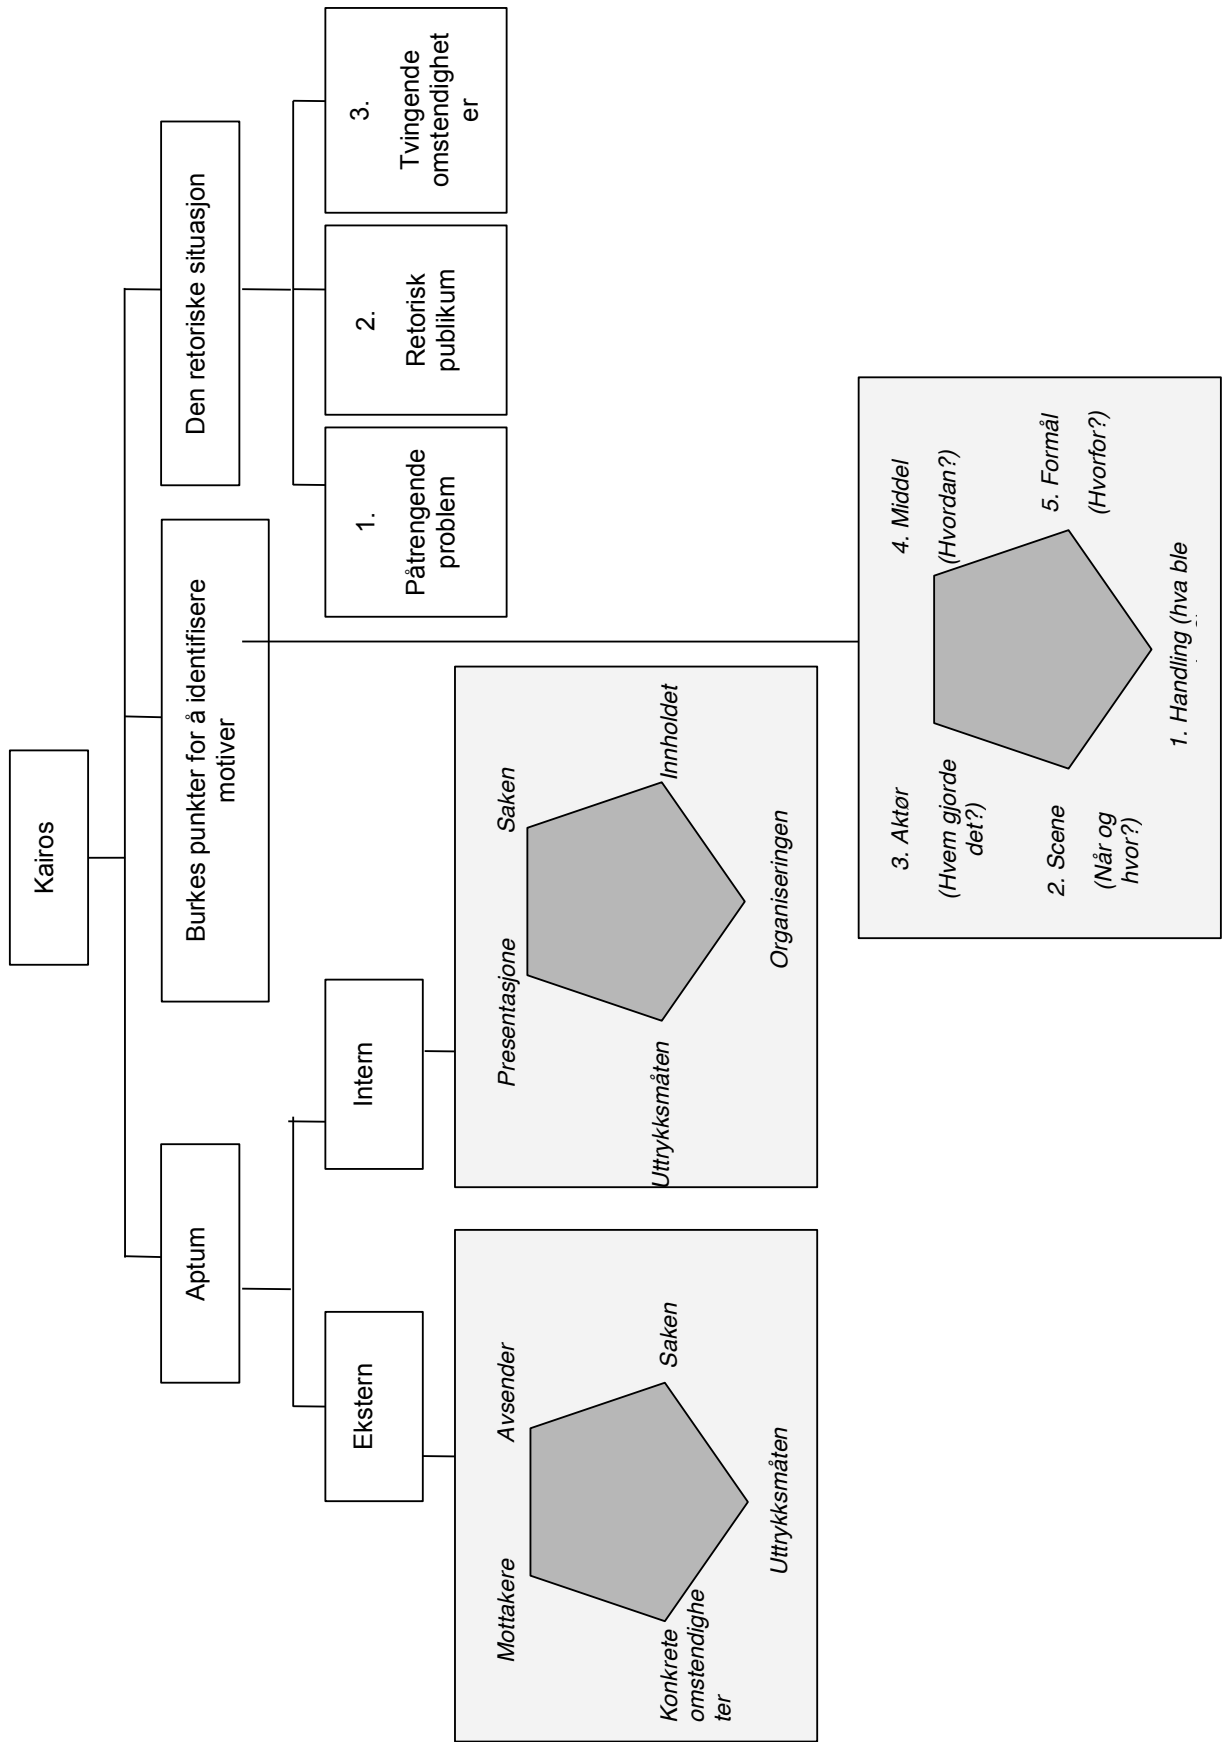 Kairos
Aptum
Burkes punkter for å identifisere
motiver
Den retoriske situasjon
Ekstern
Intern
1.
Påtrengende
problem
2.
Retorisk
publikum
3.
Tvingende
omstendighet
er
Mottakere
Avsender
Saken
Uttrykksmåten
Konkrete
omstendighe
ter
Presentasjone
Saken
Innholdet
Organiseringen
Uttrykksmåten
3. Aktør
(Hvem gjorde
det?)
4. Middel
(Hvordan?)
2. Scene
(Når og
hvor?)
5. Formål
(Hvorfor?)
1. Handling (hva ble